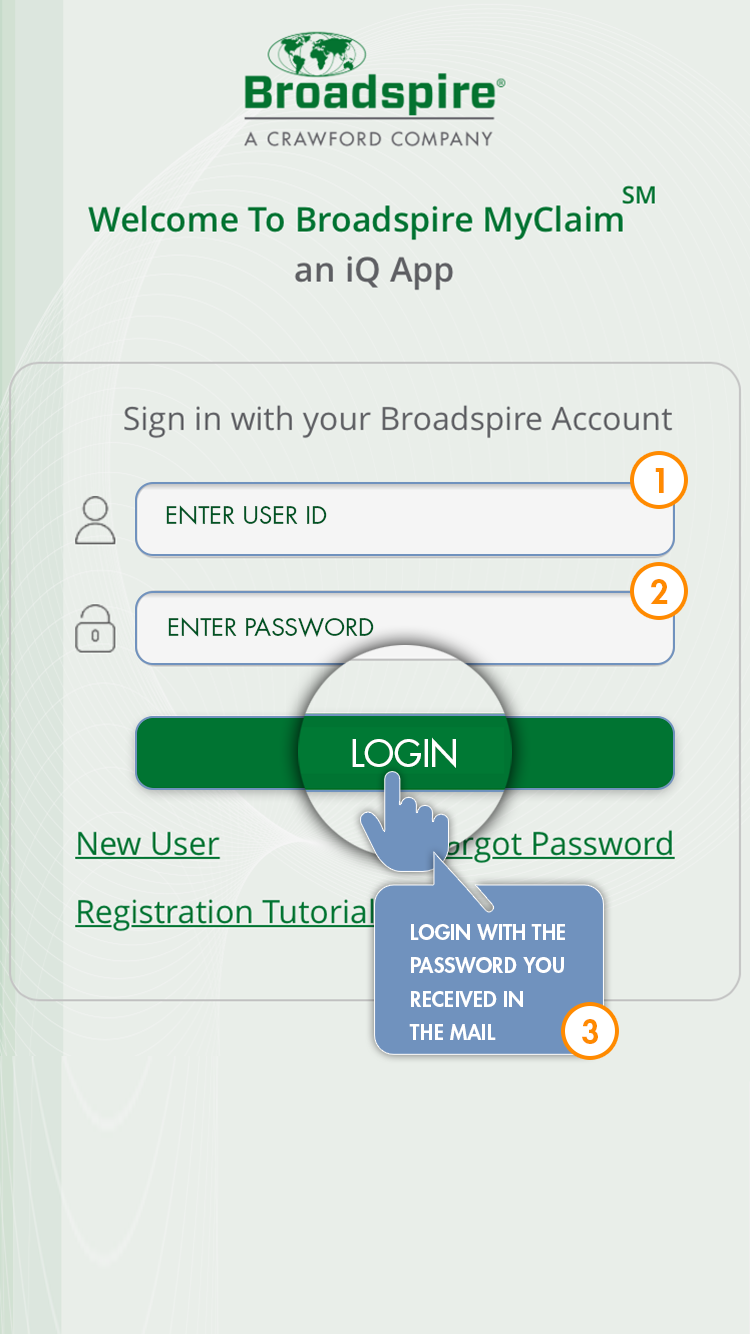 Broadspire®
A CRAWFORD COMPANY
Welcome To Broadspire MyClaim SM
an iQ App
Sign in with your Broadspire Account
1
ENTER USER ID
2
ENTER PASSWORD
LOGIN
New User
orgot Password
Registration Tutorial
LOGIN WITH THE
PASSWORD YOU
RECEIVED IN
THE MAIL
3